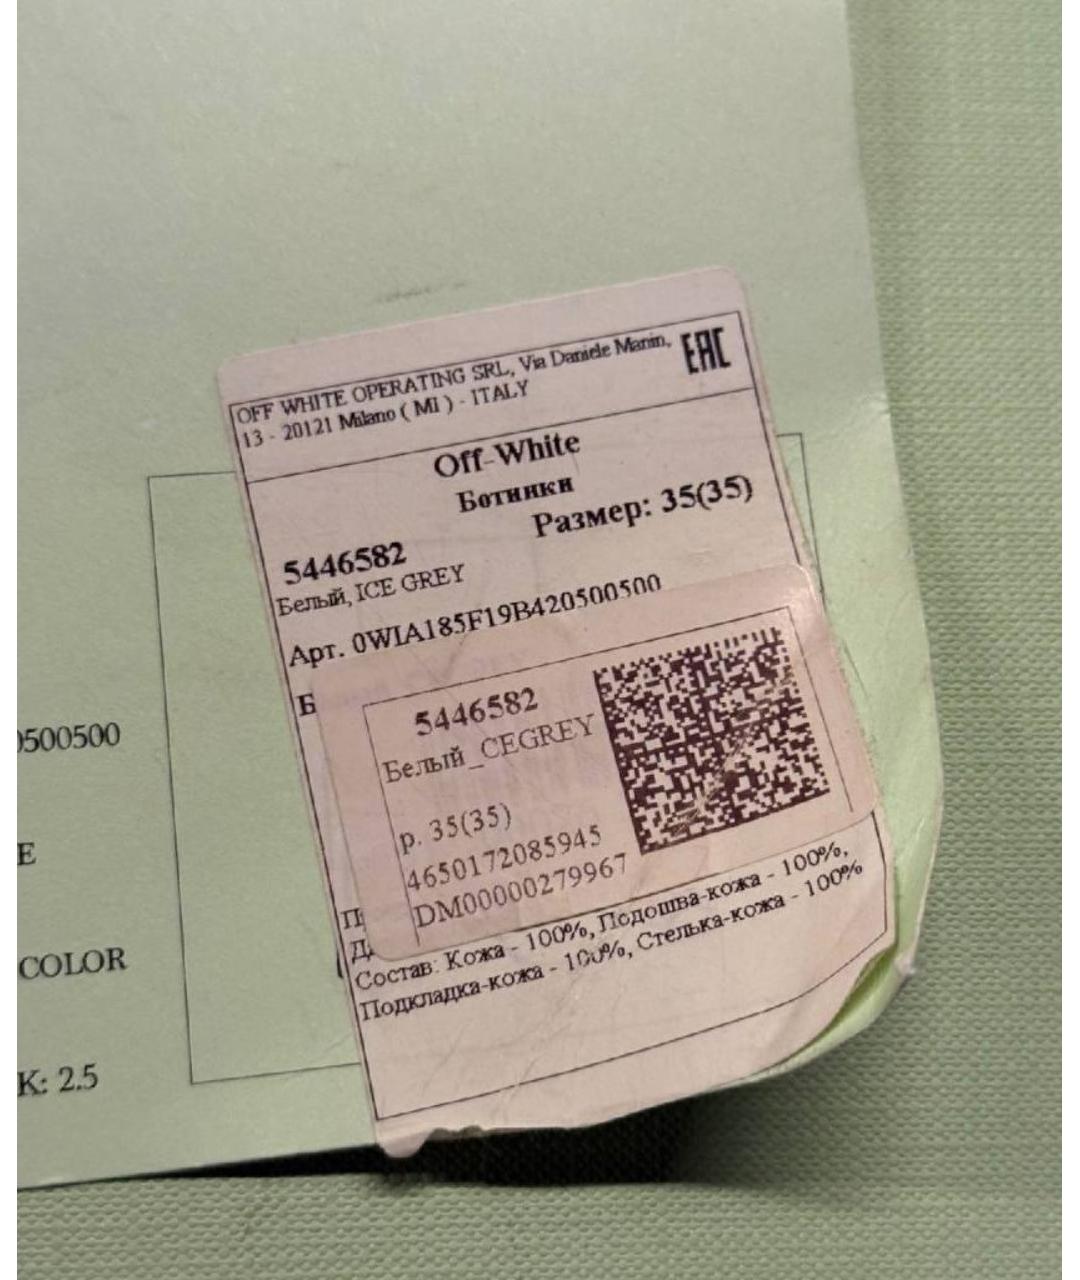 OFF WHITE OPERATING SRL, Via Daniele Manin,
13 - 20121 Milano ( MI ) - ITALY
EAC
Off-White
Ботинки
Размер: 35(35)
5446582
Белый, ICE GREY
Арт. 0WIA185F19B420500500
Б
5446582
Белый_CEGREY
р. 35(35)
4650172085945
DM00000279967
П
Д
Состав: Кожа - 100%, Подошва-кожа - 100%,
Подкладка-кожа - 100%, Стелька-кожа - 100%
0500500
E
COLOR
K: 2.5